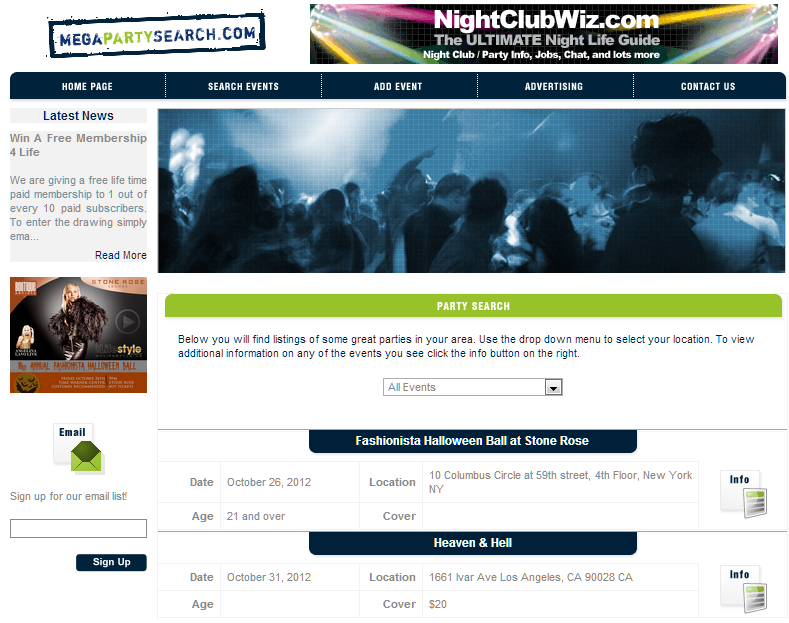 MEGAPARTYSEARCH.COM
NightClubWiz.com
The ULTIMATE Night Life Guide
Night Club / Party Info, Jobs, Chat, and lots more
HOME PAGE
SEARCH EVENTS
ADD EVENT
ADVERTISING
CONTACT US
Latest News
Win A Free Membership
4 Life
We are giving a free life time
paid membership to 1 out of
every 10 paid subscribers.
To enter the drawing simply
ema...
Read More
STONE ROSE
style
ANNUAL FASHIONISTA HALLOWEEN BALL
Email
Sign up for our email list!
Sign Up
PARTY SEARCH
Below you will find listings of some great parties in your area. Use the drop down menu to select your location. To view
additional information on any of the events you see click the info button on the right.
All Events
Fashionista Halloween Ball at Stone Rose
Date October 26, 2012 Location 10 Columbus Circle at 59th street, 4th Floor, New York
NY
Age 21 and over Cover
Info
Heaven & Hell
Date October 31, 2012 Location 1661 Ivar Ave Los Angeles, CA 90028 CA
Age Cover $20
Info